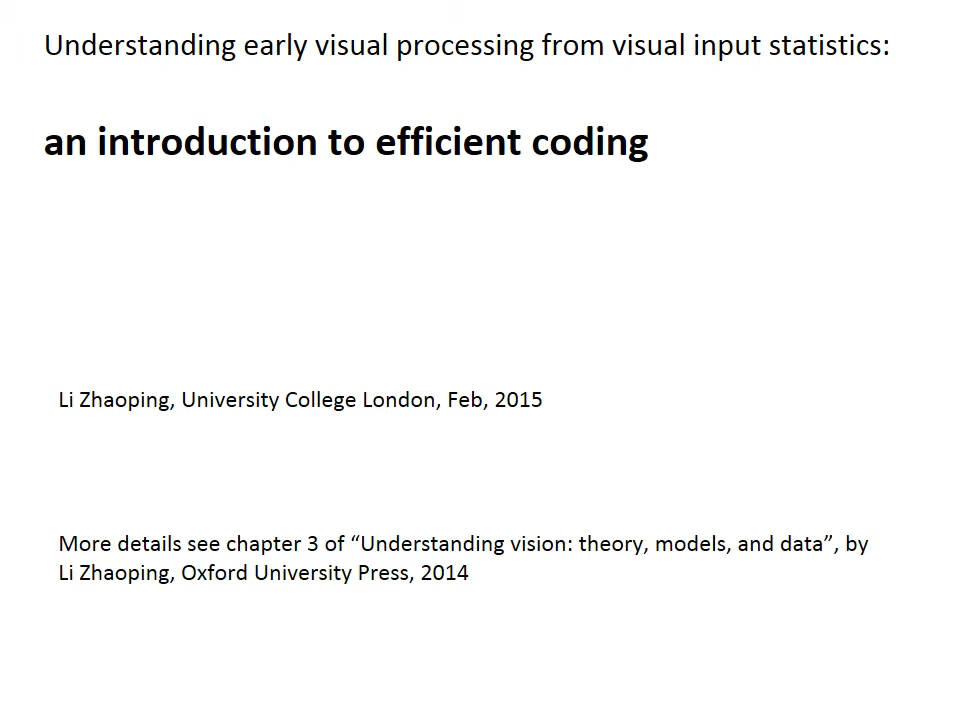 Understanding early visual processing from visual input statistics:
an introduction to efficient coding
Li Zhaoping, University College London, Feb, 2015
More details see chapter 3 of “Understanding vision: theory, models, and data”, by
Li Zhaoping, Oxford University Press, 2014